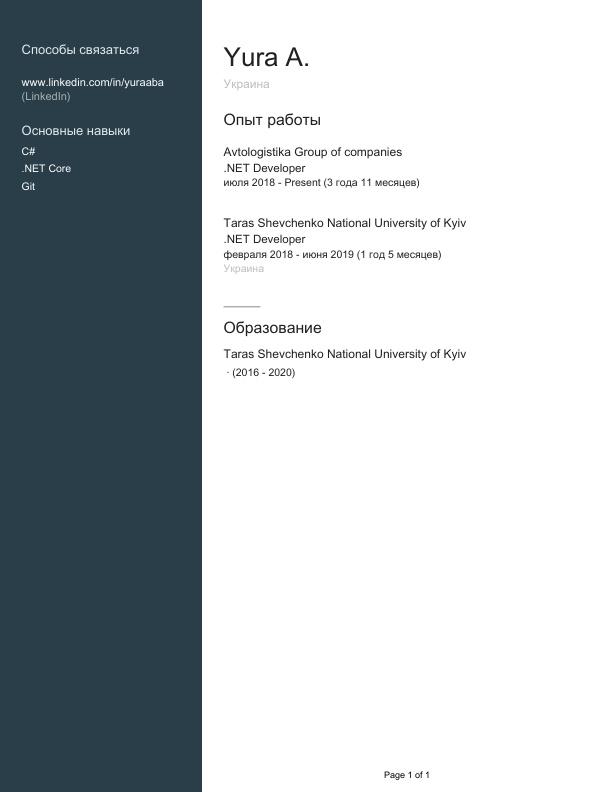 Способы связаться
www.linkedin.com/in/yuraaba
(LinkedIn)
Основные навыки
C#
.NET Core
Git
Yura A.
Украина
Опыт работы
Avtologistika Group of companies
.NET Developer
июля 2018 - Present (3 года 11 месяцев)
Taras Shevchenko National University of Kyiv
.NET Developer
февраля 2018 - июня 2019 (1 год 5 месяцев)
Украина
Образование
Taras Shevchenko National University of Kyiv
· (2016 - 2020)
Page 1 of 1